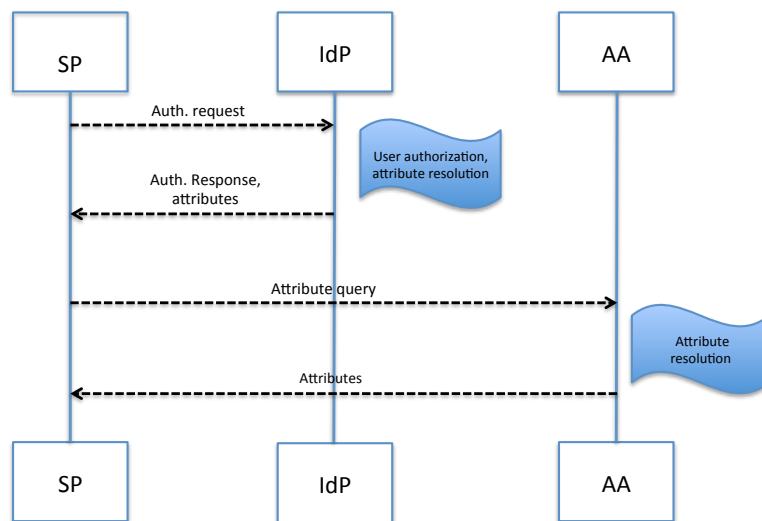 SP
IdP
AA
Auth. request
User authorization,
attribute resolution
Auth. Response,
attributes
Attribute query
Attribute
resolution
Attributes
SP
IdP
AA